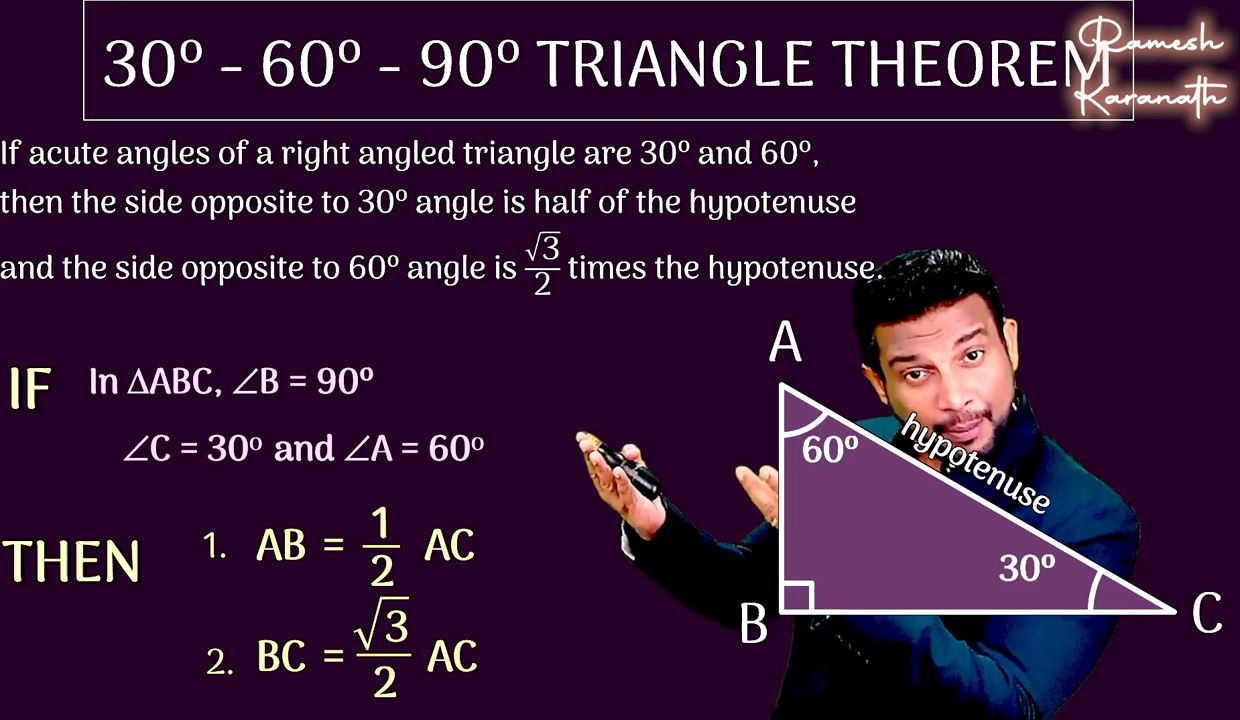 30º - 60º - 90º TRIANGLE THEOREM
Ramesh
Karanath
If acute angles of a right angled triangle are 30º and 60º,
then the side opposite to 30º angle is half of the hypotenuse
and the side opposite to 60º angle is √3/2 times the hypotenuse.
IF In ∆ABC, ∠B = 90º
∠C = 30º and ∠A = 60º
THEN 1. AB = 1/2 AC
2. BC = √3/2 AC
A
60º
hypotenuse
30º
B
C